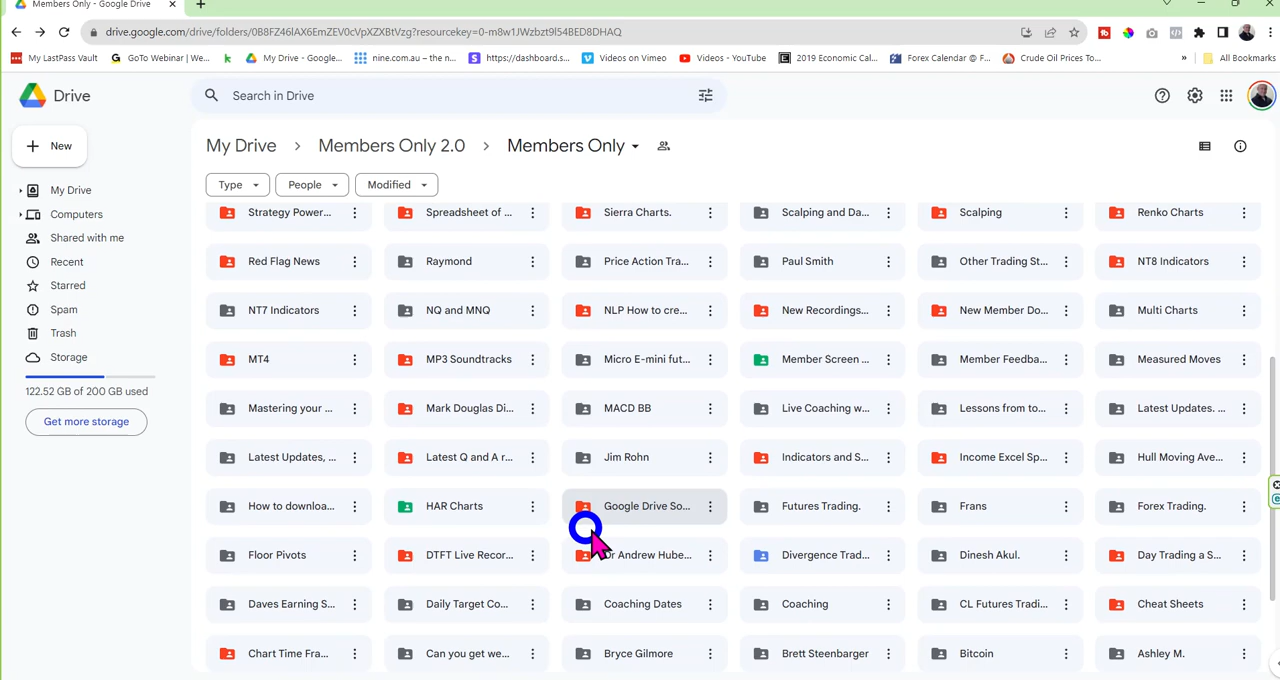 Members Only - Google Drive
drive.google.com/drive/folders/0B8FZ46lAX6EmZEV0cVpXZXBtVzg?resourcekey=0-m8w1JWzbzt9l54BED8DHAQ
My LastPass Vault GoTo Webinar | We... My Drive - Google... nine.com.au – the n... https://dashboard.s... Videos on Vimeo Videos - YouTube 2019 Economic Cal... Forex Calendar @ F... Crude Oil Prices To... » All Bookmarks
Drive
Search in Drive
New
My Drive
Computers
Shared with me
Recent
Starred
Spam
Trash
Storage
122.52 GB of 200 GB used
Get more storage
My Drive > Members Only 2.0 > Members Only
Type People Modified
Strategy Power... Spreadsheet of ... Sierra Charts. Scalping and Da... Scalping Renko Charts
Red Flag News Raymond Price Action Tra... Paul Smith Other Trading St... NT8 Indicators
NT7 Indicators NQ and MNQ NLP How to cre... New Recordings... New Member Do... Multi Charts
MT4 MP3 Soundtracks Micro E-mini fut... Member Screen ... Member Feedba... Measured Moves
Mastering your ... Mark Douglas Di... MACD BB Live Coaching w... Lessons from to... Latest Updates. ...
Latest Updates, ... Latest Q and A r... Jim Rohn Indicators and S... Income Excel Sp... Hull Moving Ave...
How to downloa... HAR Charts Google Drive So... Futures Trading. Frans Forex Trading.
Floor Pivots DTFT Live Recor... Dr Andrew Hube... Divergence Trad... Dinesh Akul. Day Trading a S...
Daves Earning S... Daily Target Co... Coaching Dates Coaching CL Futures Tradi... Cheat Sheets
Chart Time Fra... Can you get we... Bryce Gilmore Brett Steenbarger Bitcoin Ashley M.